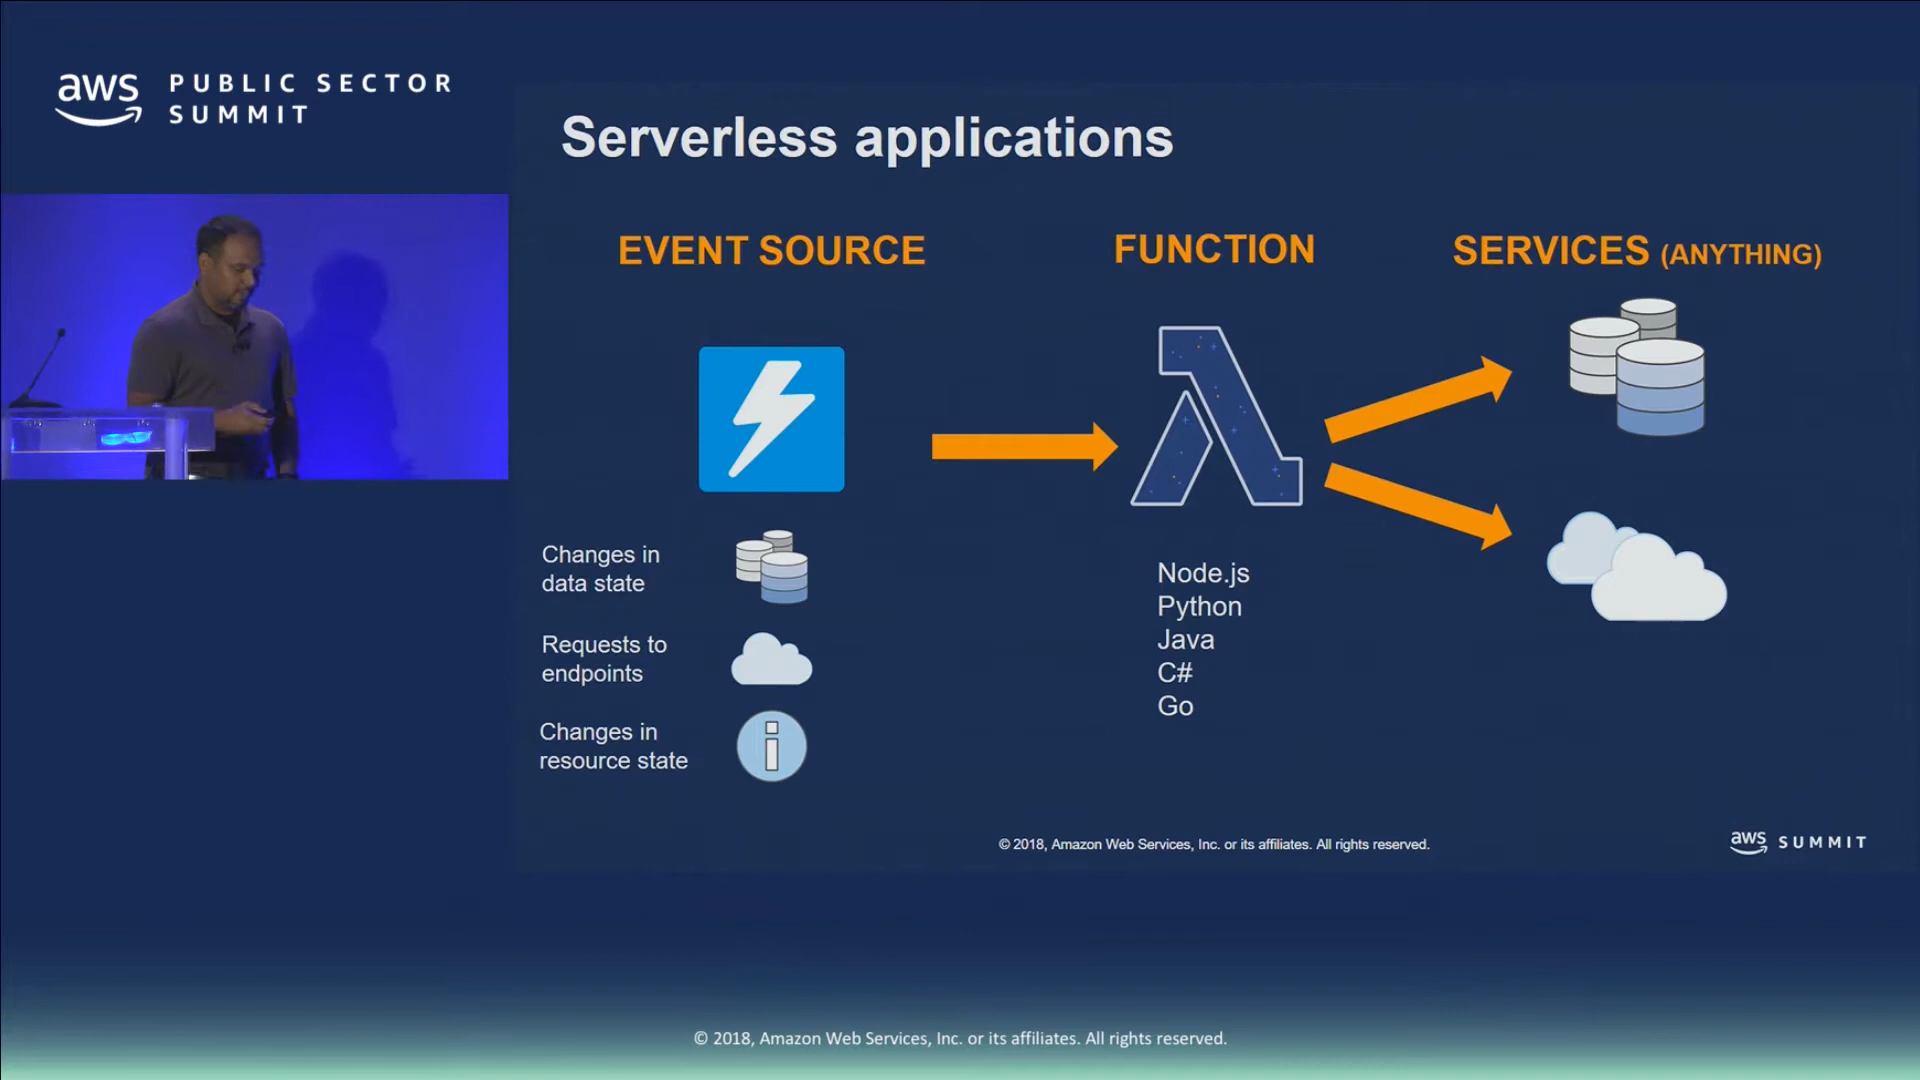 aws PUBLIC SECTOR
SUMMIT
Serverless applications
EVENT SOURCE
FUNCTION
SERVICES (ANYTHING)
Changes in
data state
Requests to
endpoints
Changes in
resource state
Node.js
Python
Java
C#
Go
© 2018, Amazon Web Services, Inc. or its affiliates. All rights reserved.
aws SUMMIT
© 2018, Amazon Web Services, Inc. or its affiliates. All rights reserved.